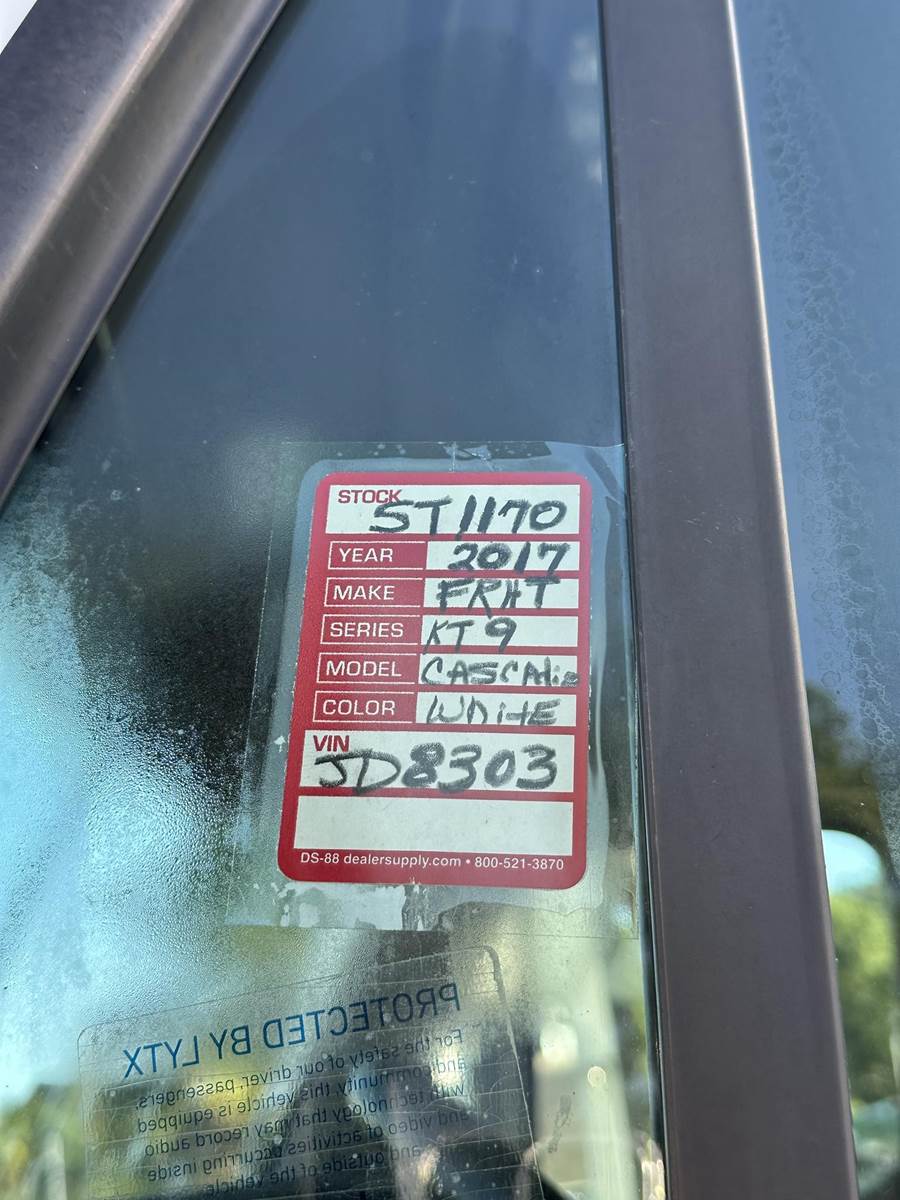 STOCK ST1170
YEAR 2017
MAKE FRHT
SERIES KT9
MODEL CASCAdia
COLOR WhitE
VIN
JD8303
DS-88 dealersupply.com • 800-521-3870
PROTECTED BY LYTX
For the safety of our driver, passengers,
and community, this vehicle is equipped
with technology that may record audio
and video of activities occurring inside
and outside of the vehicle.